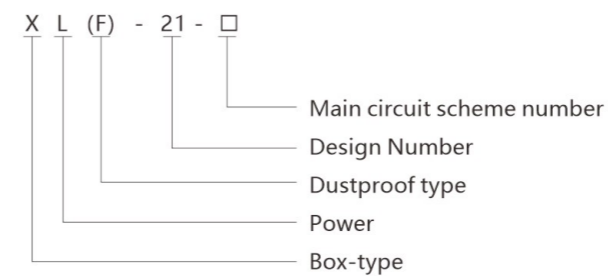 X L (F) - 21 - □
Main circuit scheme number
Design Number
Dustproof type
Power
Box-type